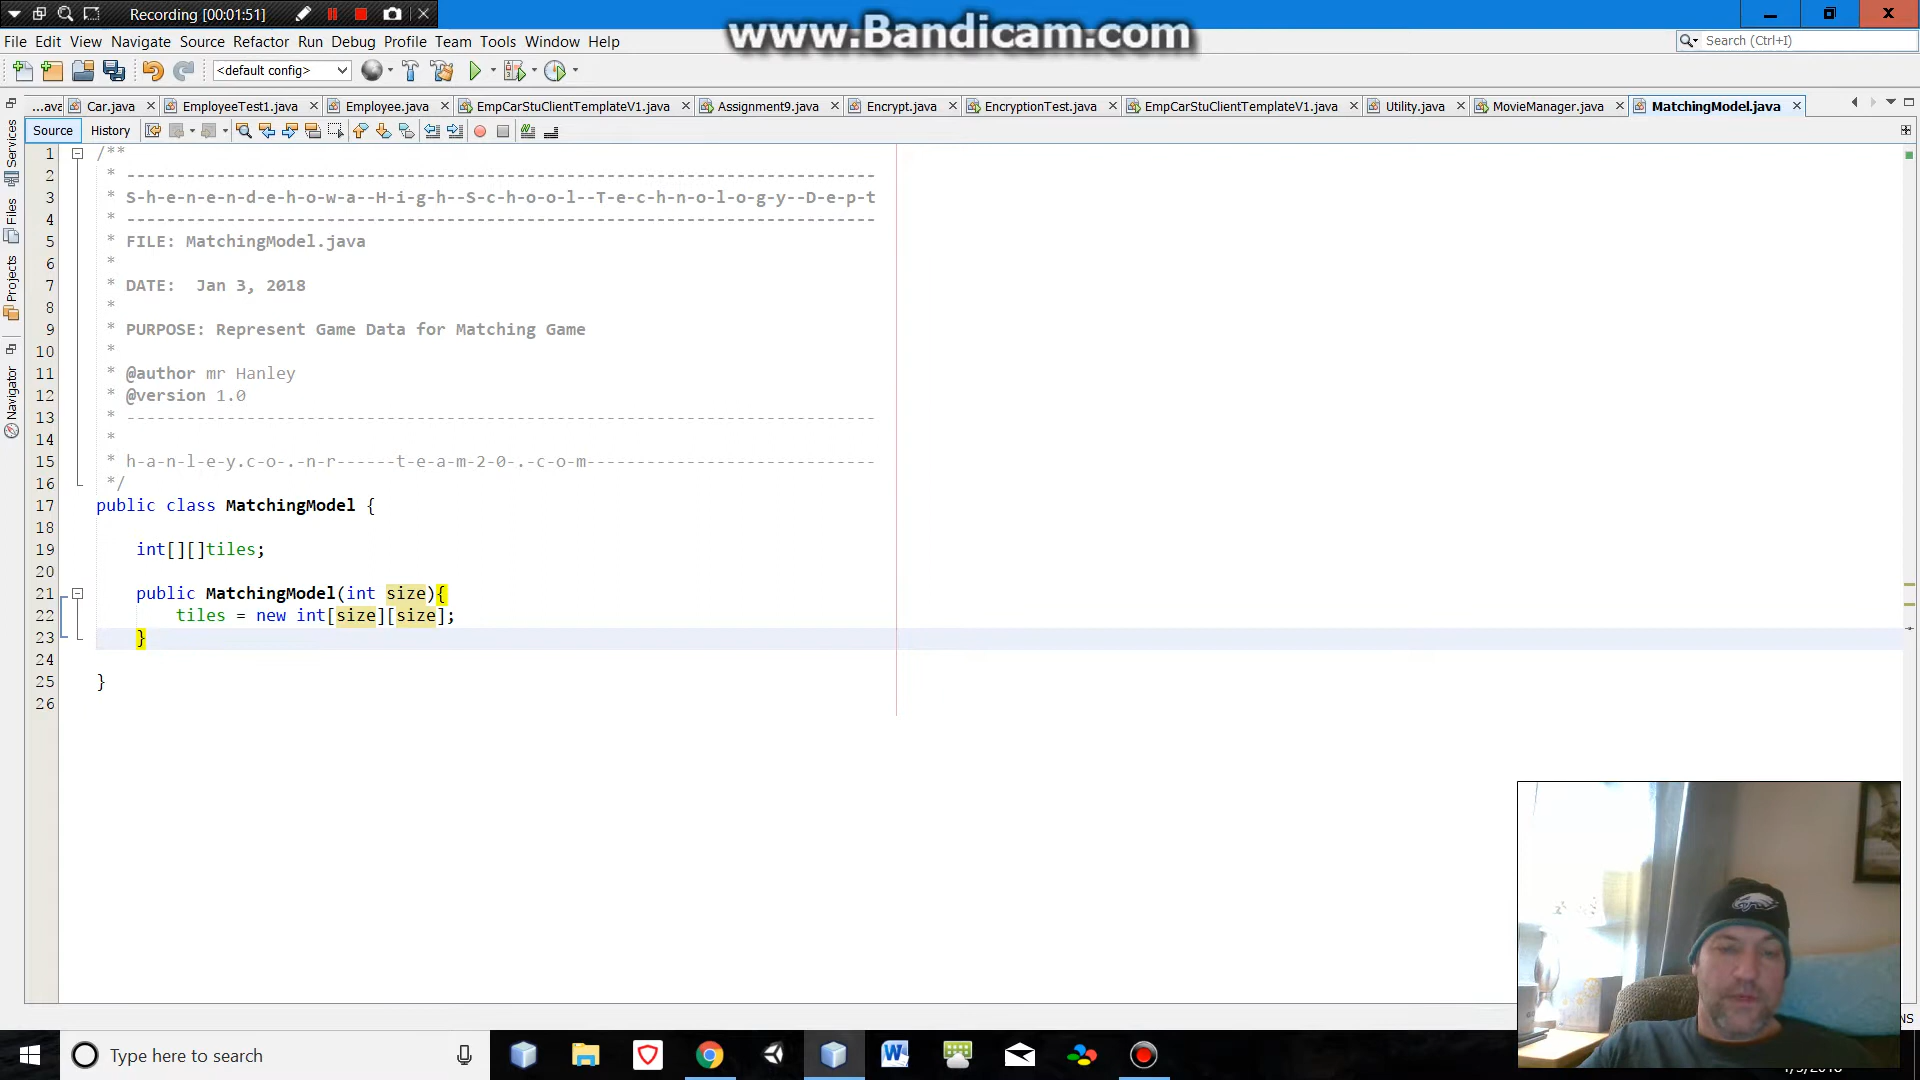 Recording [00:01:51]
www.Bandicam.com
File Edit View Navigate Source Refactor Run Debug Profile Team Tools Window Help
Search (Ctrl+I)
<default config>
...ava Car.java EmployeeTest1.java Employee.java EmpCarStuClientTemplateV1.java Assignment9.java Encrypt.java EncryptionTest.java EmpCarStuClientTemplateV1.java Utility.java MovieManager.java MatchingModel.java
Source History
Services
Files
Projects
Navigator
1 /**
2 * ---------------------------------------------------------------------------
3 * S-h-e-n-e-n-d-e-h-o-w-a--H-i-g-h--S-c-h-o-o-l--T-e-c-h-n-o-l-o-g-y--D-e-p-t
4 * ---------------------------------------------------------------------------
5 * FILE: MatchingModel.java
6 *
7 * DATE:  Jan 3, 2018
8 *
9 * PURPOSE: Represent Game Data for Matching Game
10 *
11 * @author mr Hanley
12 * @version 1.0
13 * ---------------------------------------------------------------------------
14 *
15 * h-a-n-l-e-y.c-o-.-n-r------t-e-a-m-2-0-.-c-o-m-----------------------------
16 */
17 public class MatchingModel {
18
19 int[][]tiles;
20
21 public MatchingModel(int size){
22 tiles = new int[size][size];
23 }
24
25 }
26
Type here to search